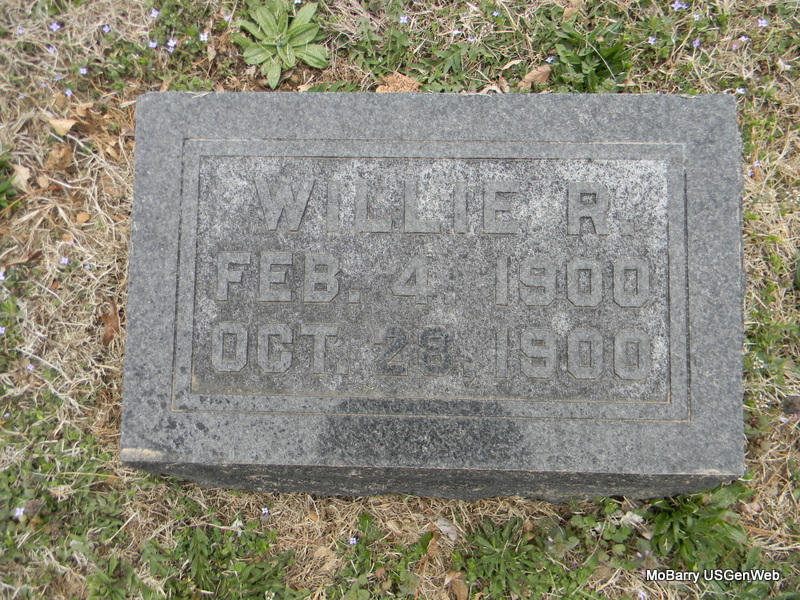 WILLIE R.
FEB. 4. 1900
OCT. 28. 1900
MoBarry USGenWeb